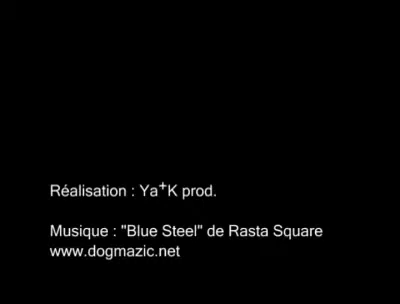 Réalisation : Ya⁺K prod.
Musique : "Blue Steel" de Rasta Square
www.dogmazic.net